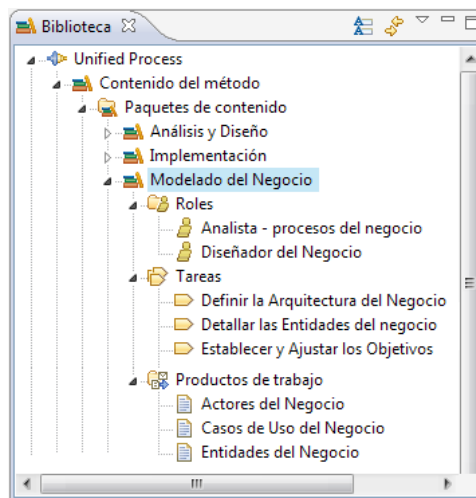 Biblioteca
Unified Process
Contenido del método
Paquetes de contenido
Análisis y Diseño
Implementación
Modelado del Negocio
Roles
Analista - procesos del negocio
Diseñador del Negocio
Tareas
Definir la Arquitectura del Negocio
Detallar las Entidades del negocio
Establecer y Ajustar los Objetivos
Productos de trabajo
Actores del Negocio
Casos de Uso del Negocio
Entidades del Negocio